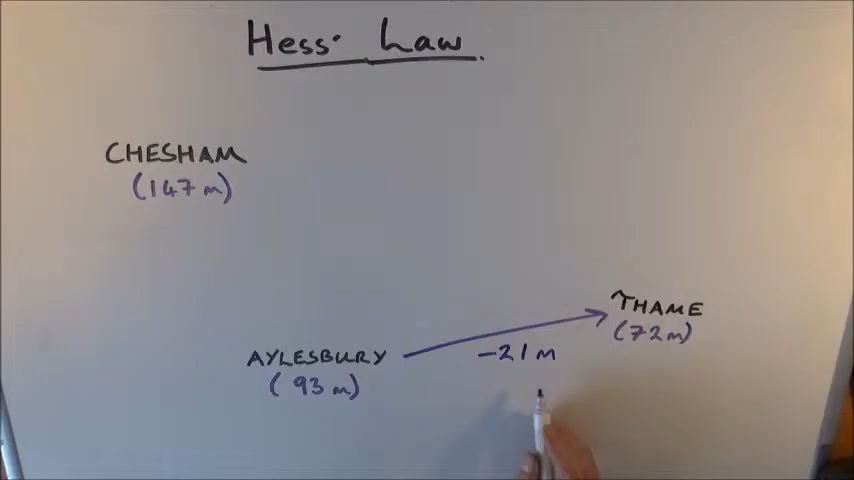 Hess' Law.
CHESHAM
(147 m)
THAME
(72m)
-21 m
AYLESBURY
(93 m)